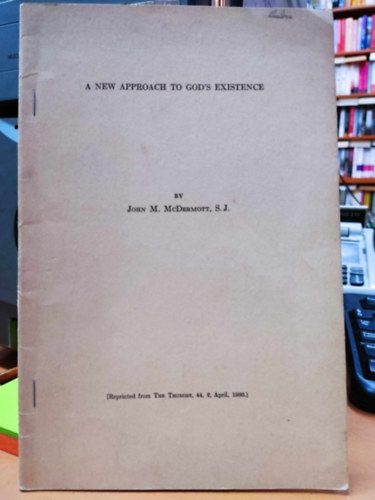 A NEW APPROACH TO GOD'S EXISTENCE
BY
JOHN M. MCDERMOTT, S. J.
[Reprinted from THE THOMIST, 44, 2, April, 1980.]